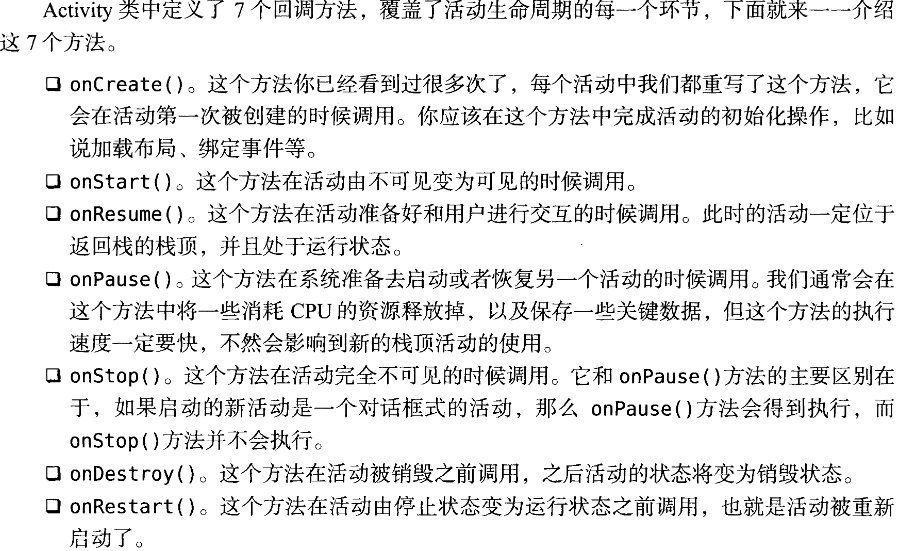 Activity 类中定义了 7 个回调方法，覆盖了活动生命周期的每一个环节，下面就来一一介绍
这 7 个方法。
❏ onCreate()。这个方法你已经看到过很多次了，每个活动中我们都重写了这个方法，它
会在活动第一次被创建的时候调用。你应该在这个方法中完成活动的初始化操作，比如
说加载布局、绑定事件等。
❏ onStart()。这个方法在活动由不可见变为可见的时候调用。
❏ onResume()。这个方法在活动准备好和用户进行交互的时候调用。此时的活动一定位于
返回栈的栈顶，并且处于运行状态。
❏ onPause()。这个方法在系统准备去启动或者恢复另一个活动的时候调用。我们通常会在
这个方法中将一些消耗 CPU 的资源释放掉，以及保存一些关键数据，但这个方法的执行
速度一定要快，不然会影响到新的栈顶活动的使用。
❏ onStop()。这个方法在活动完全不可见的时候调用。它和 onPause()方法的主要区别在
于，如果启动的新活动是一个对话框式的活动，那么 onPause()方法会得到执行，而
onStop()方法并不会执行。
❏ onDestroy()。这个方法在活动被销毁之前调用，之后活动的状态将变为销毁状态。
❏ onRestart()。这个方法在活动由停止状态变为运行状态之前调用，也就是活动被重新
启动了。